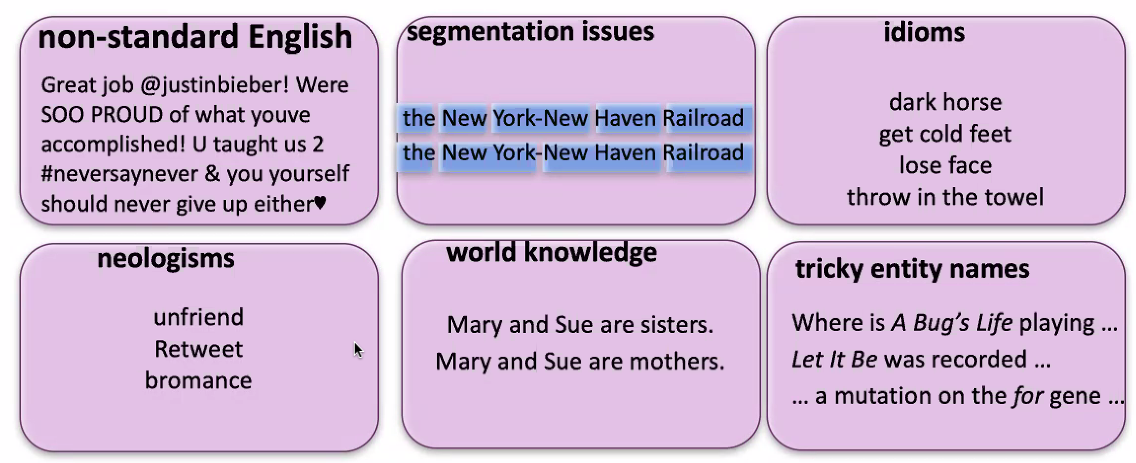 non-standard English
Great job @justinbieber! Were
SOO PROUD of what youve
accomplished! U taught us 2
#neversaynever & you yourself
should never give up either♥
segmentation issues
the New York-New Haven Railroad
the New York-New Haven Railroad
idioms
dark horse
get cold feet
lose face
throw in the towel
neologisms
unfriend
Retweet
bromance
world knowledge
Mary and Sue are sisters.
Mary and Sue are mothers.
tricky entity names
Where is A Bug's Life playing …
Let It Be was recorded …
… a mutation on the for gene …